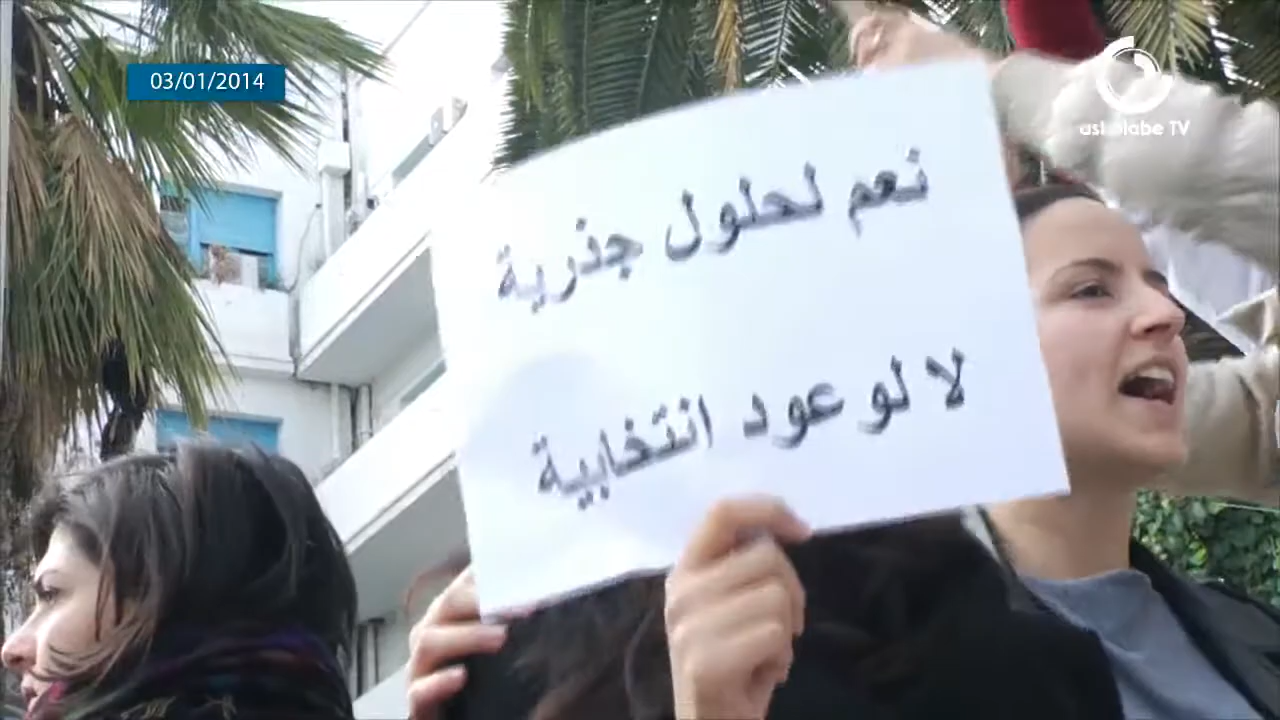 03/01/2014
astrolabe TV
نعم لحلول جذرية
لا لوعود انتخابية